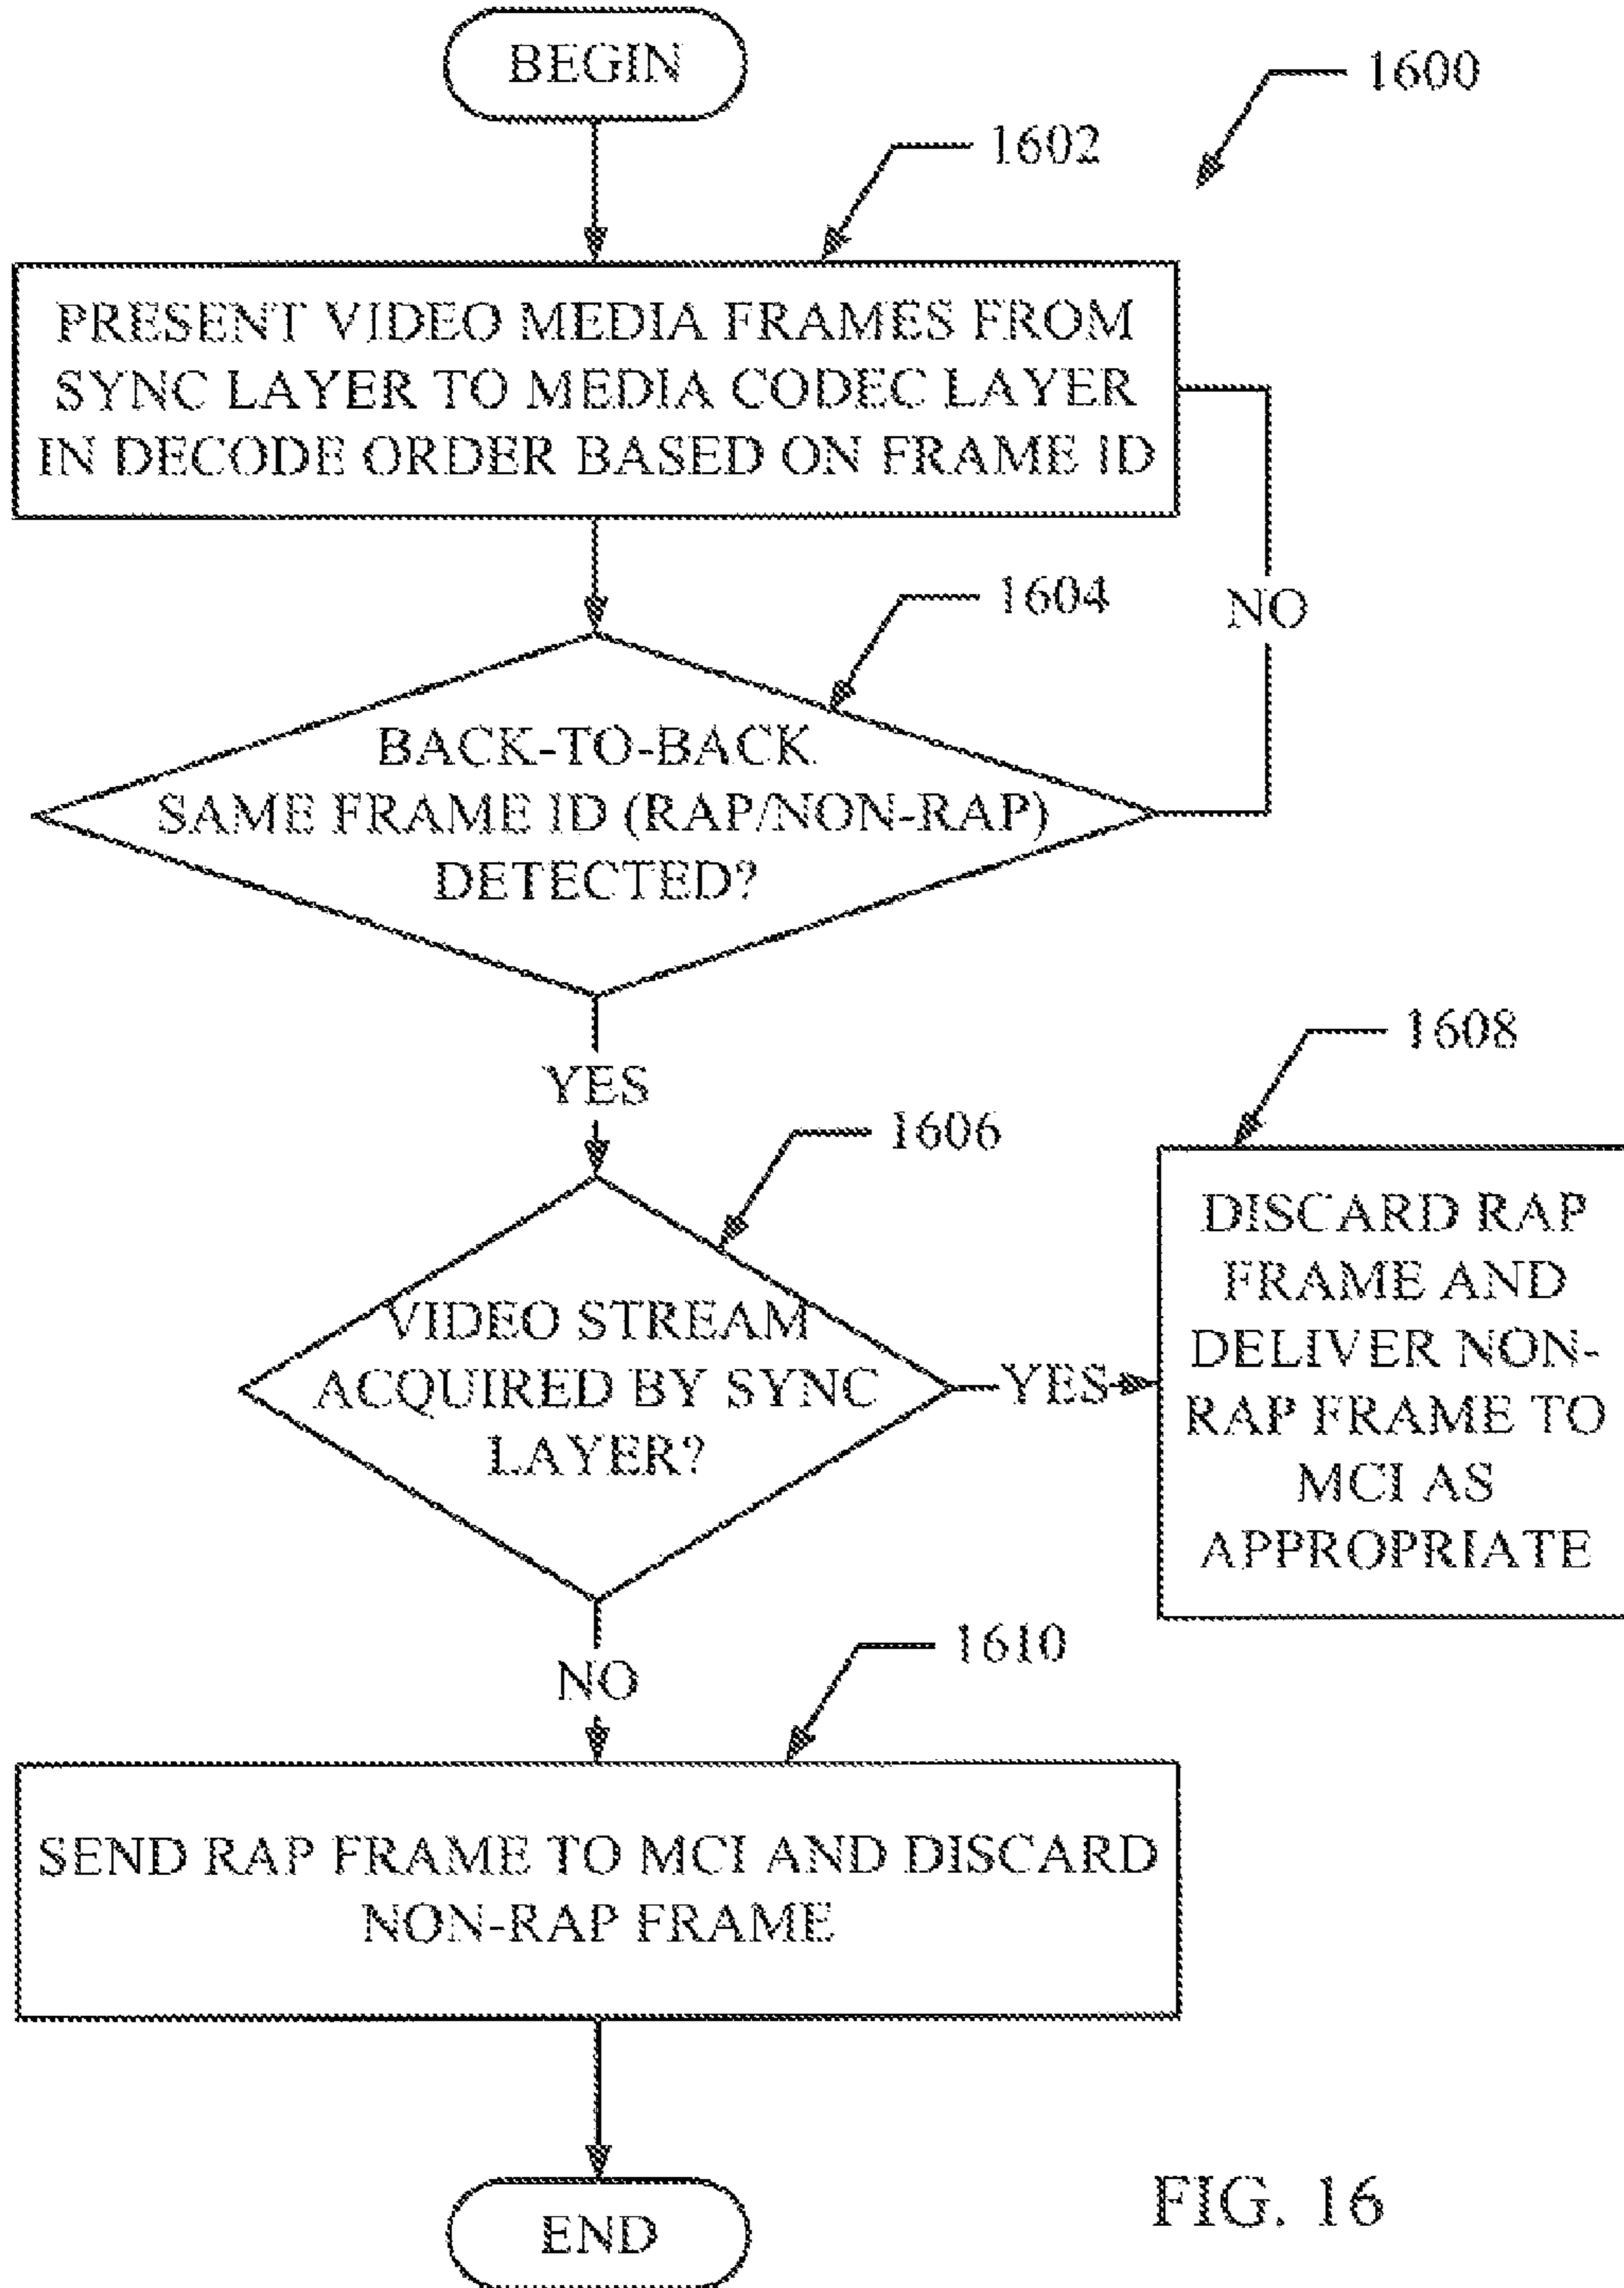 BEGIN
1600
1602
PRESENT VIDEO MEDIA FRAMES FROM
SYNC LAYER TO MEDIA CODEC LAYER
IN DECODE ORDER BASED ON FRAME ID
1604
NO
BACK-TO-BACK
SAME FRAME ID (RAP/NON-RAP)
DETECTED?
YES
1606
1608
VIDEO STREAM
ACQUIRED BY SYNC
LAYER?
YES
DISCARD RAP
FRAME AND
DELIVER NON-
RAP FRAME TO
MCI AS
APPROPRIATE
NO
1610
SEND RAP FRAME TO MCI AND DISCARD
NON-RAP FRAME
END
FIG. 16